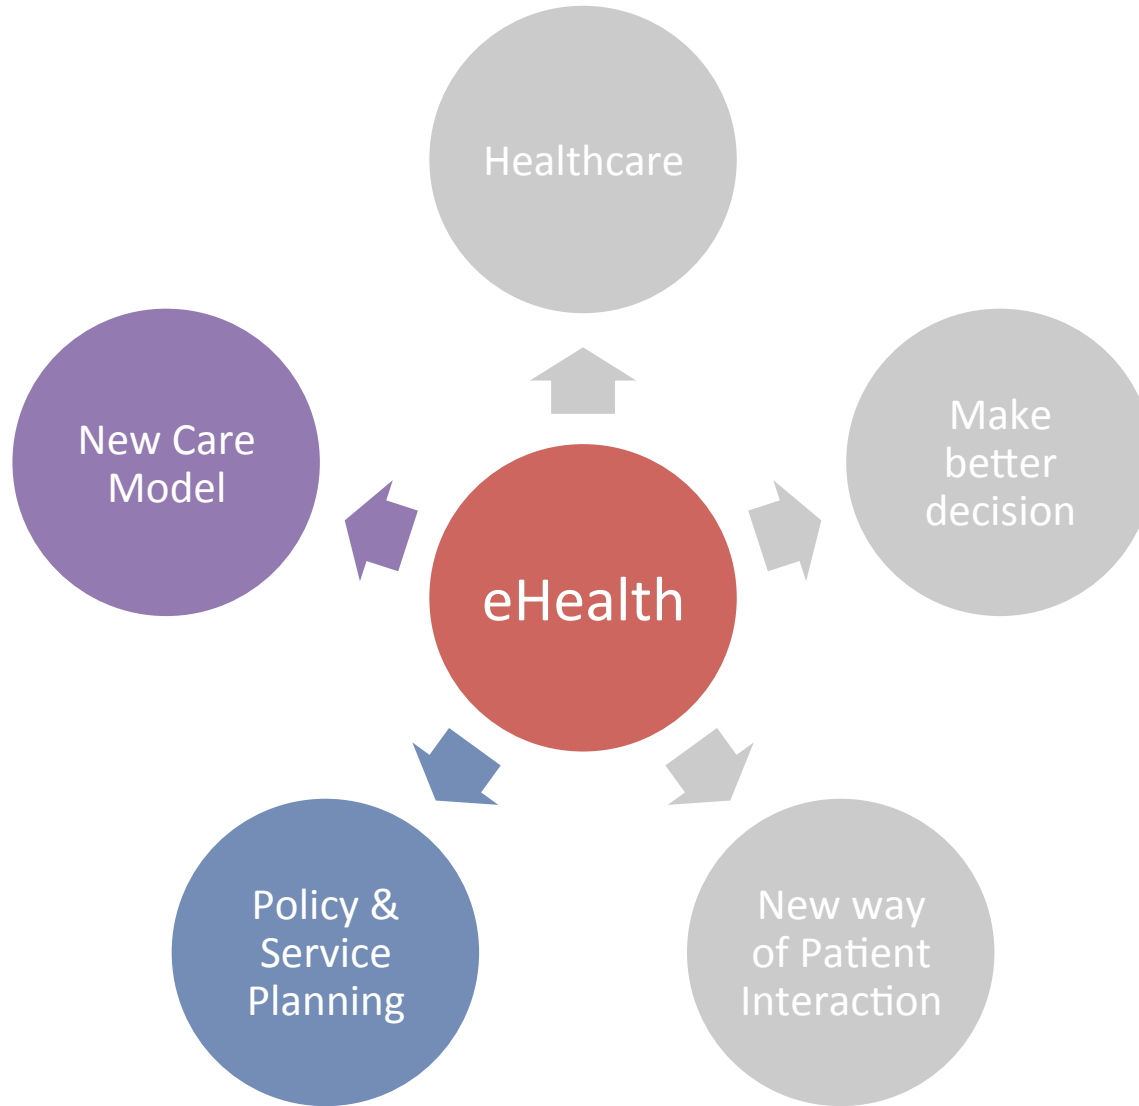 Healthcare
New Care
Model
Make
better
decision
eHealth
Policy &
Service
Planning
New way
of Patient
Interaction